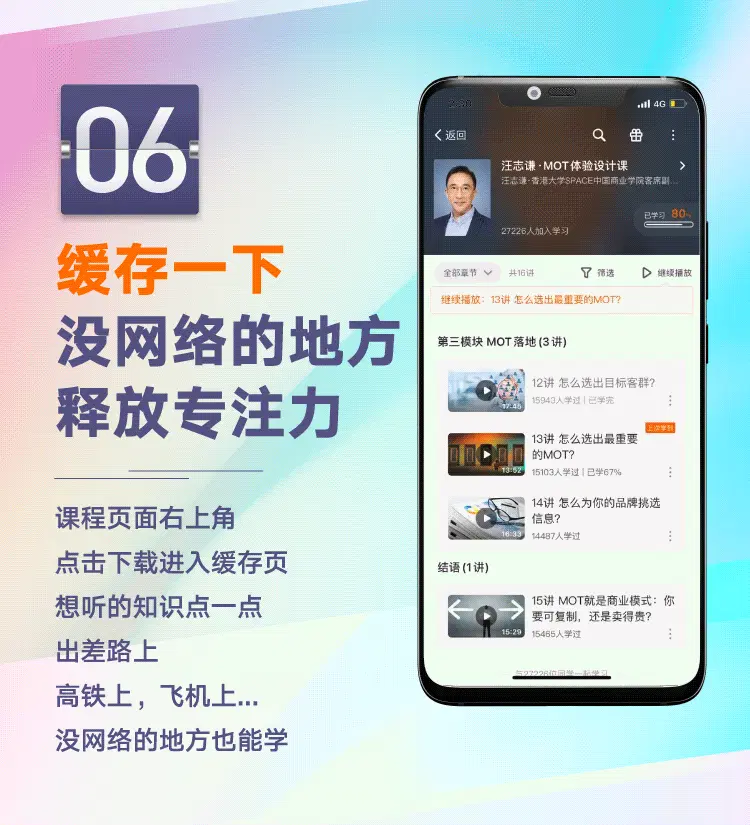 06
缓存一下
没网络的地方
释放专注力
课程页面右上角
点击下载进入缓存页
想听的知识点一点
出差路上
高铁上，飞机上...
没网络的地方也能学
4G
返回
汪志谦·MOT体验设计课
汪志谦·香港大学SPACE中国商业学院客席副...
27226人加入学习
已学习 80%
全部章节 共16讲 筛选 继续播放
继续播放：13讲 怎么选出最重要的MOT?
第三模块 MOT落地(3讲)
12讲 怎么选出目标客群?
15943人学过 | 已学完
17:48
上次学到
13讲 怎么选出最重要
的MOT?
15103人学过 | 已学67%
13:52
14讲 怎么为你的品牌挑选
信息?
14487人学过
16:33
结语(1讲)
15讲 MOT就是商业模式：你
要可复制，还是卖得贵?
15465人学过
15:29
与27226位同学一起学习